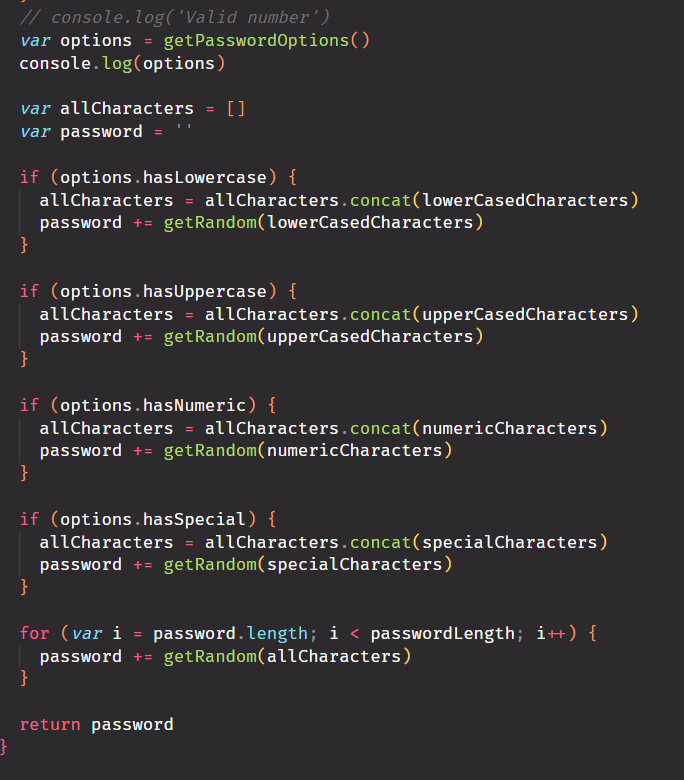 // console.log('Valid number')
var options = getPasswordOptions()
console.log(options)
var allCharacters = []
var password = ''
if (options.hasLowercase) {
allCharacters = allCharacters.concat(lowerCasedCharacters)
password += getRandom(lowerCasedCharacters)
}
if (options.hasUppercase) {
allCharacters = allCharacters.concat(upperCasedCharacters)
password += getRandom(upperCasedCharacters)
}
if (options.hasNumeric) {
allCharacters = allCharacters.concat(numericCharacters)
password += getRandom(numericCharacters)
}
if (options.hasSpecial) {
allCharacters = allCharacters.concat(specialCharacters)
password += getRandom(specialCharacters)
}
for (var i = password.length; i < passwordLength; i++) {
password += getRandom(allCharacters)
}
return password
}